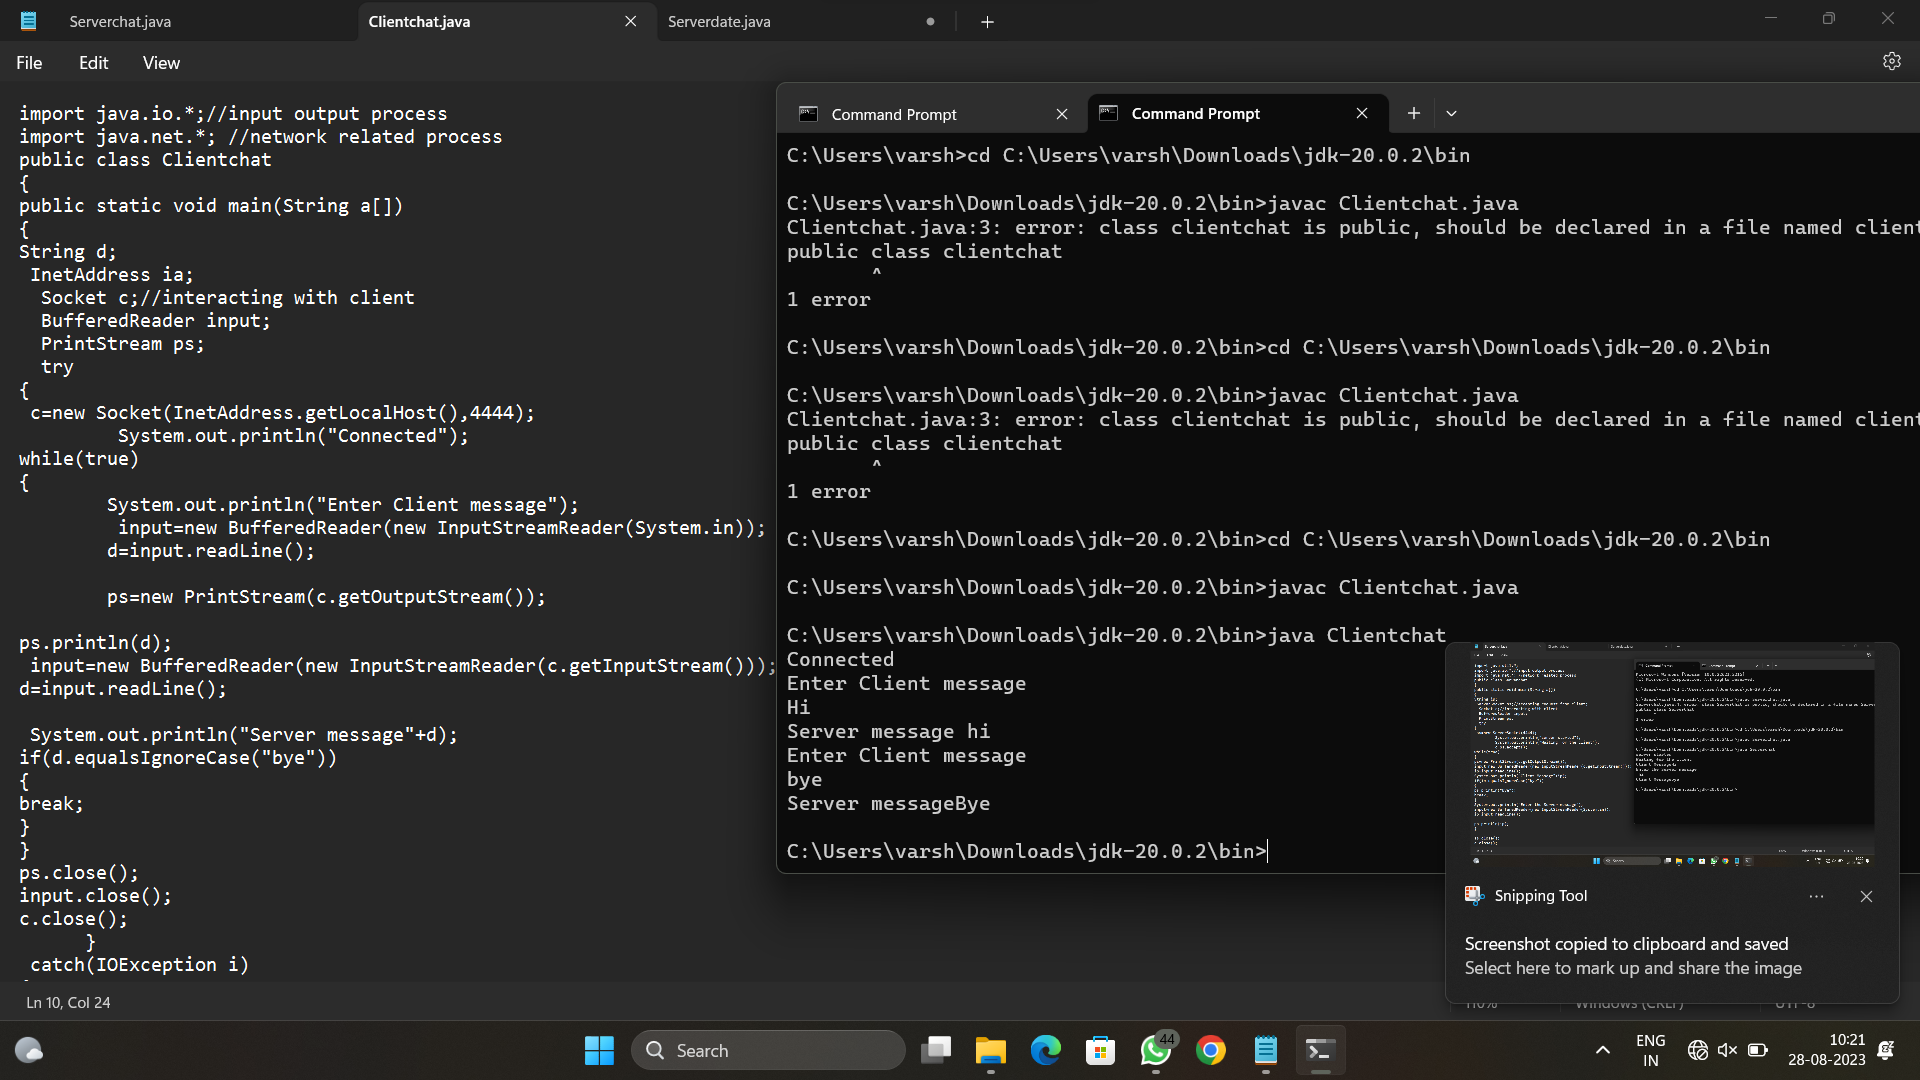 Serverchat.java
Clientchat.java
Serverdate.java
File
Edit
View
import java.io.*;//input output process
import java.net.*; //network related process
public class Clientchat
{
public static void main(String a[])
{
String d;
InetAddress ia;
Socket c;//interacting with client
BufferedReader input;
PrintStream ps;
try
{
c=new Socket(InetAddress.getLocalHost(),4444);
System.out.println("Connected");
while(true)
{
System.out.println("Enter Client message");
input=new BufferedReader(new InputStreamReader(System.in));
d=input.readLine();
ps=new PrintStream(c.getOutputStream());
ps.println(d);
input=new BufferedReader(new InputStreamReader(c.getInputStream()));
d=input.readLine();
System.out.println("Server message"+d);
if(d.equalsIgnoreCase("bye"))
{
break;
}
}
ps.close();
input.close();
c.close();
}
catch(IOException i)
Ln 10, Col 24
Command Prompt
Command Prompt
C:\Users\varsh>cd C:\Users\varsh\Downloads\jdk-20.0.2\bin
C:\Users\varsh\Downloads\jdk-20.0.2\bin>javac Clientchat.java
Clientchat.java:3: error: class clientchat is public, should be declared in a file named client
public class clientchat
^
1 error
C:\Users\varsh\Downloads\jdk-20.0.2\bin>cd C:\Users\varsh\Downloads\jdk-20.0.2\bin
C:\Users\varsh\Downloads\jdk-20.0.2\bin>javac Clientchat.java
Clientchat.java:3: error: class clientchat is public, should be declared in a file named client
public class clientchat
^
1 error
C:\Users\varsh\Downloads\jdk-20.0.2\bin>cd C:\Users\varsh\Downloads\jdk-20.0.2\bin
C:\Users\varsh\Downloads\jdk-20.0.2\bin>javac Clientchat.java
C:\Users\varsh\Downloads\jdk-20.0.2\bin>java Clientchat
Connected
Enter Client message
Hi
Server message hi
Enter Client message
bye
Server messageBye
C:\Users\varsh\Downloads\jdk-20.0.2\bin>
Snipping Tool
Screenshot copied to clipboard and saved
Select here to mark up and share the image
110%
Windows (CRLF)
UTF-8
Search
44
ENG
IN
10:21
28-08-2023